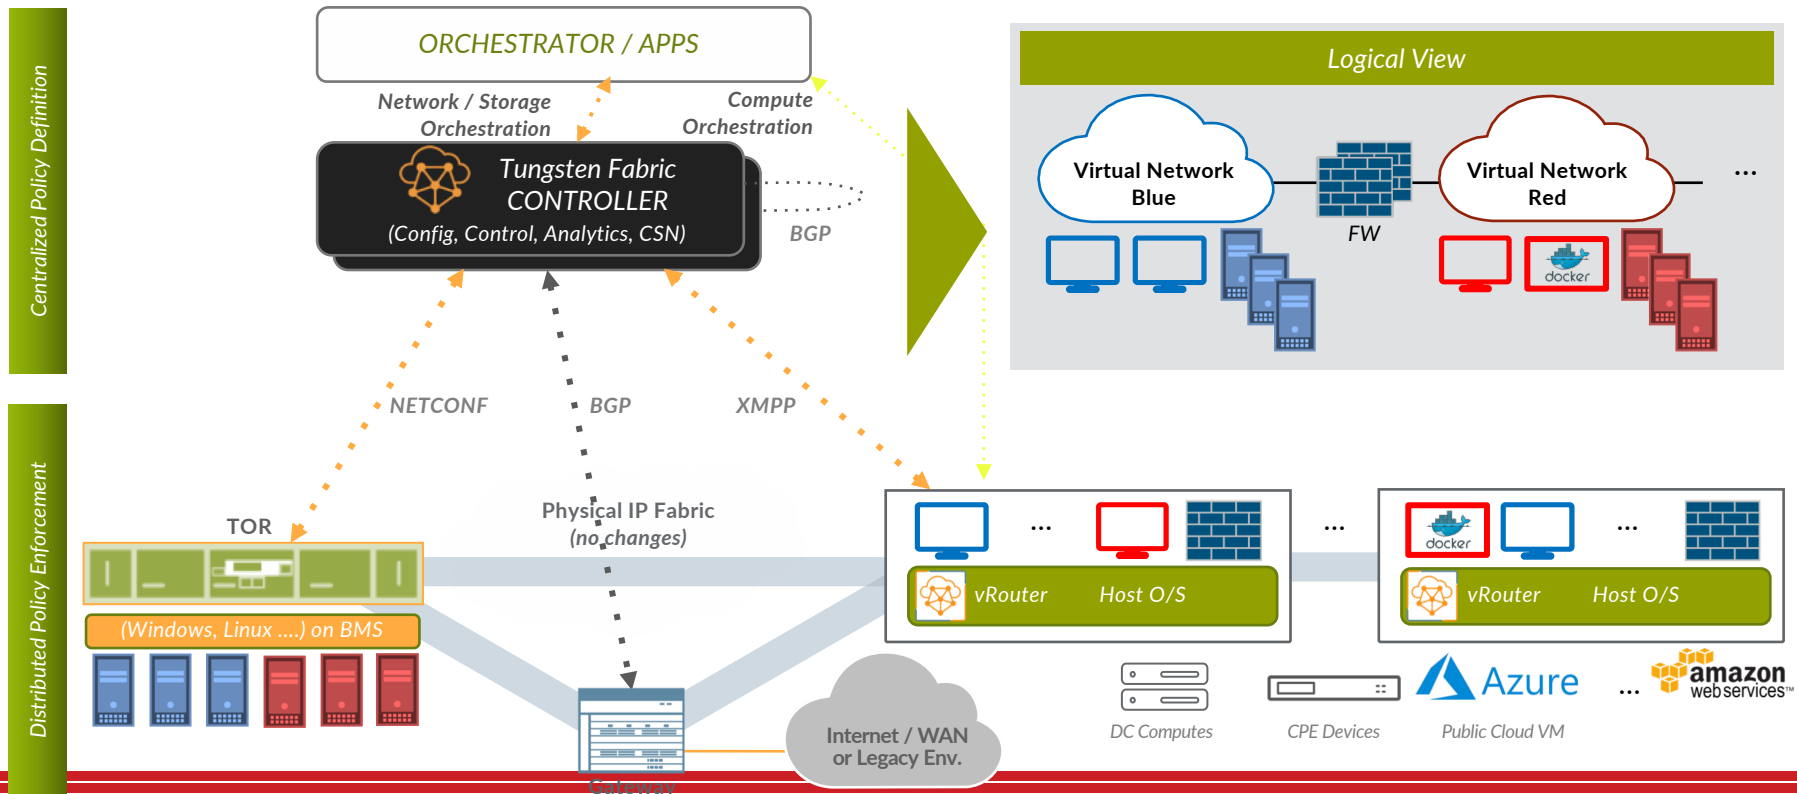 Centralized Policy Definition
ORCHESTRATOR / APPS
Network / Storage
Orchestration
Compute
Orchestration
Tungsten Fabric
CONTROLLER
(Config, Control, Analytics, CSN)
BGP
Logical View
Virtual Network
Blue
FW
Virtual Network
Red
...
docker
NETCONF
BGP
XMPP
Distributed Policy Enforcement
TOR
Physical IP Fabric
(no changes)
(Windows, Linux ....) on BMS
...
vRouter
Host O/S
...
docker
...
vRouter
Host O/S
Gateway
Internet / WAN
or Legacy Env.
DC Computes
CPE Devices
Azure
Public Cloud VM
...
amazon
web services™